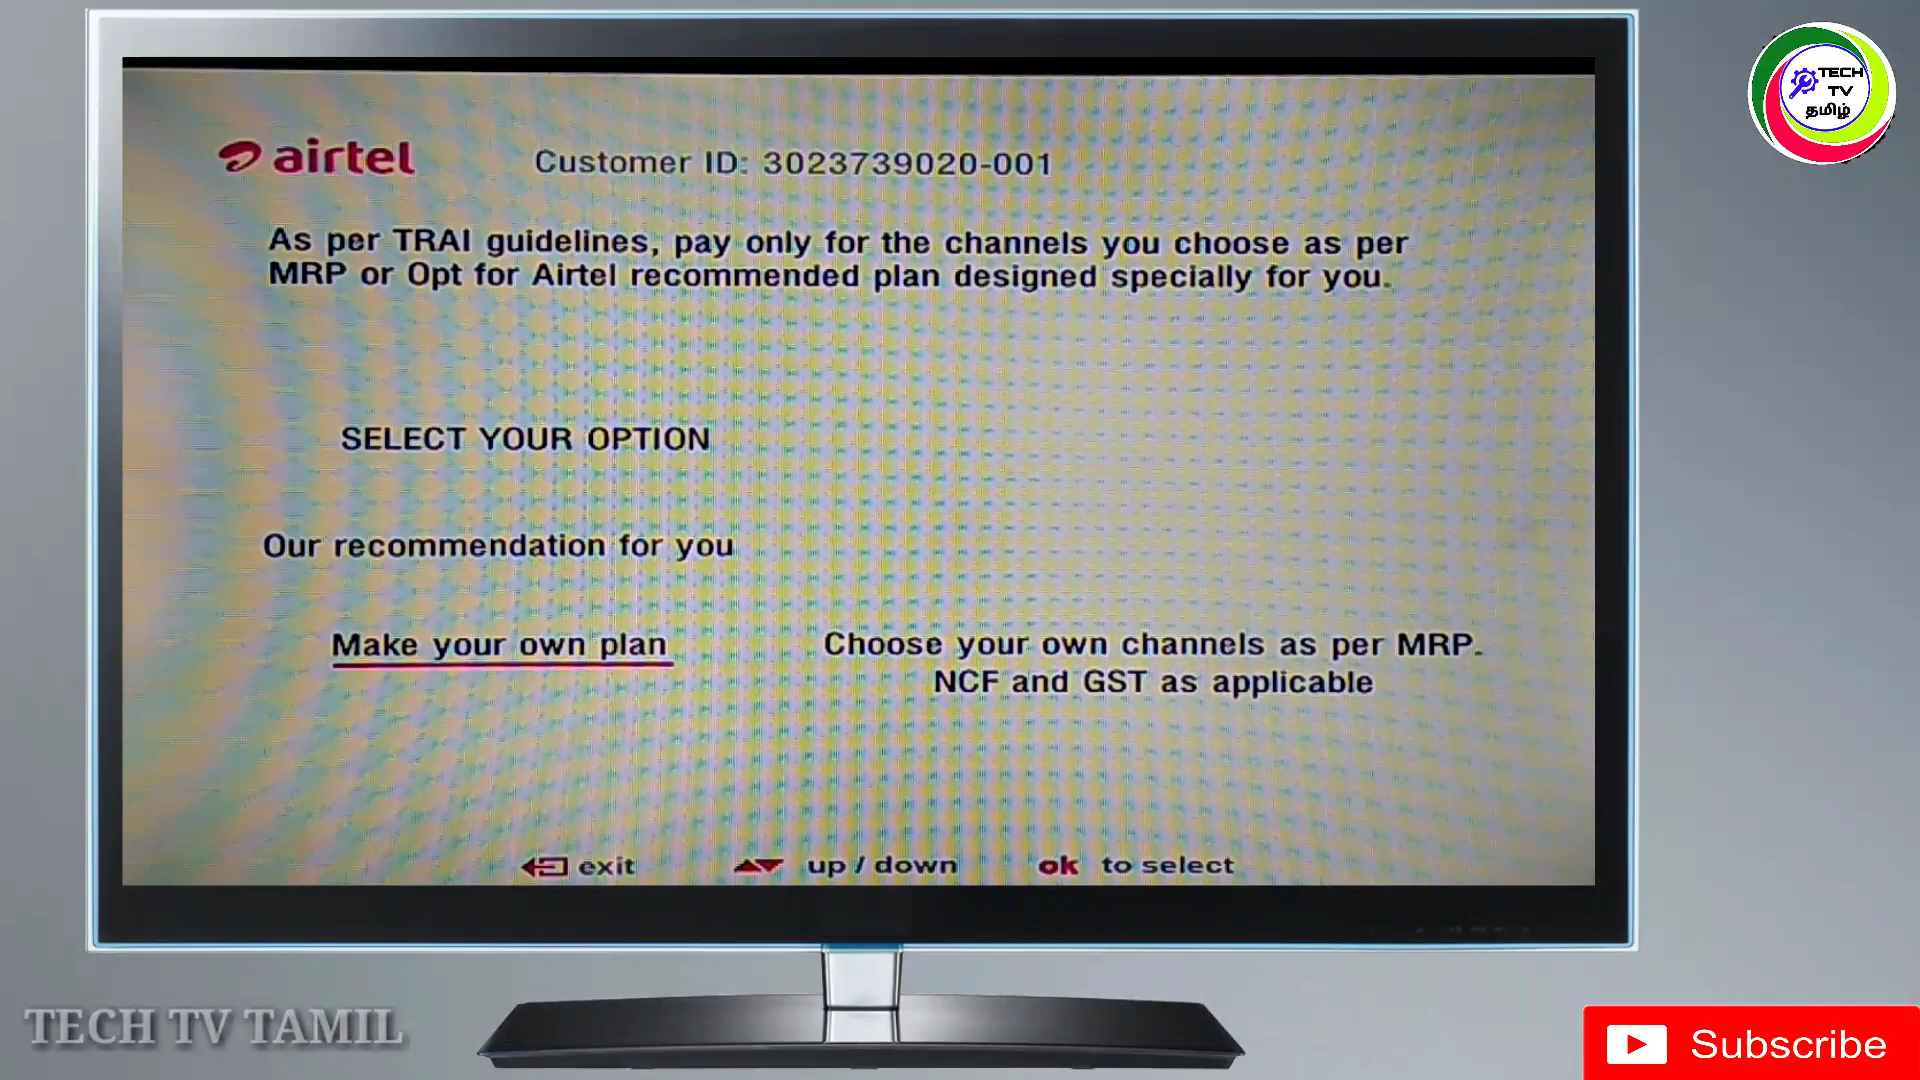 airtel
Customer ID: 3023739020-001
As per TRAI guidelines, pay only for the channels you choose as per
MRP or Opt for Airtel recommended plan designed specially for you.
SELECT YOUR OPTION
Our recommendation for you
Make your own plan
Choose your own channels as per MRP.
NCF and GST as applicable
exit
up / down
ok to select
TECH
TV
தமிழ்
TECH TV TAMIL
Subscribe